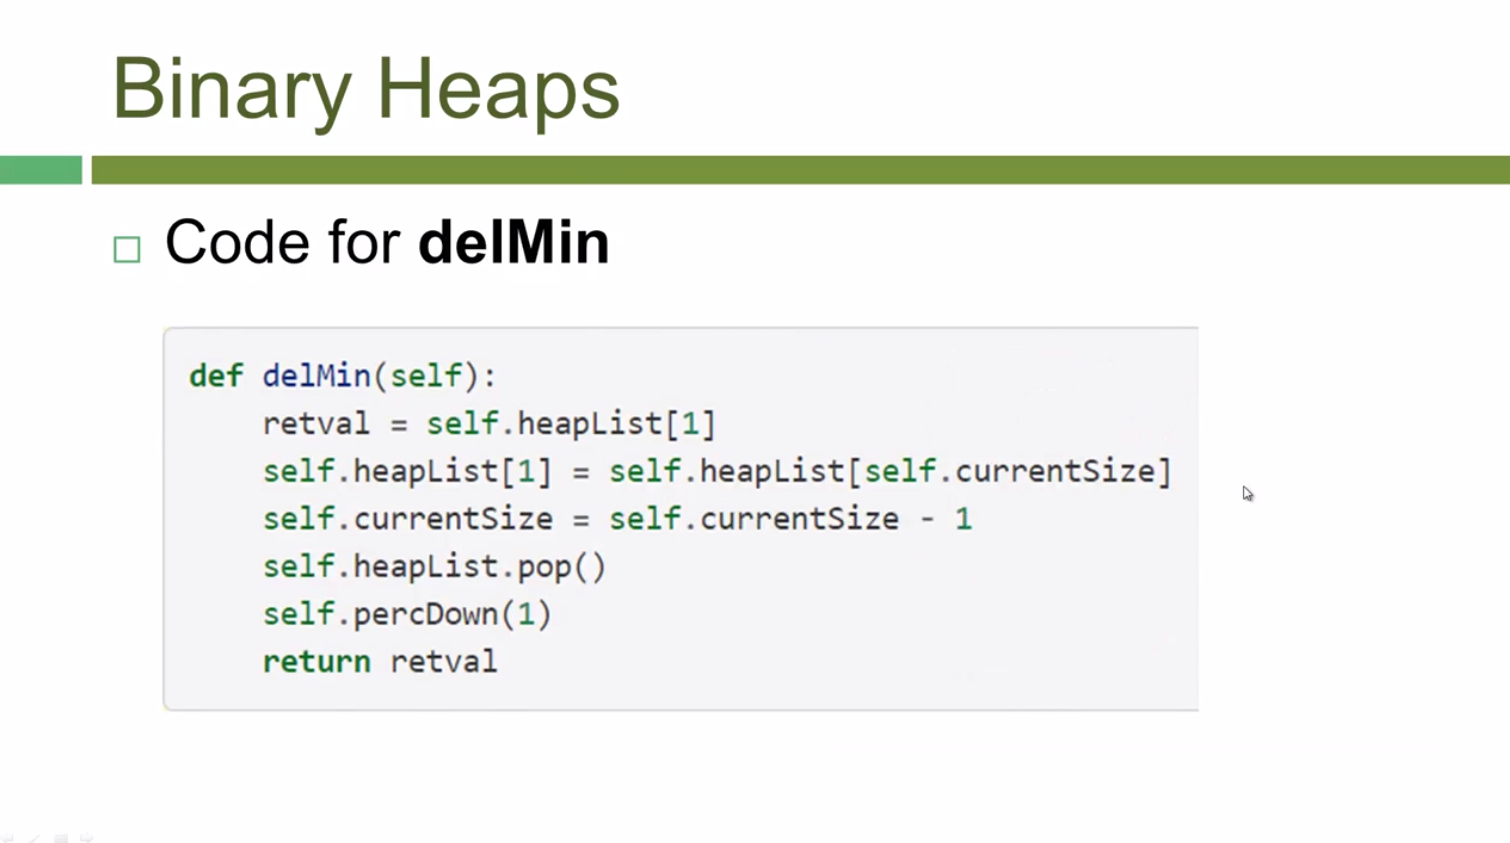 Binary Heaps
Code for delMin
def delMin(self):
    retval = self.heapList[1]
    self.heapList[1] = self.heapList[self.currentSize]
    self.currentSize = self.currentSize - 1
    self.heapList.pop()
    self.percDown(1)
    return retval